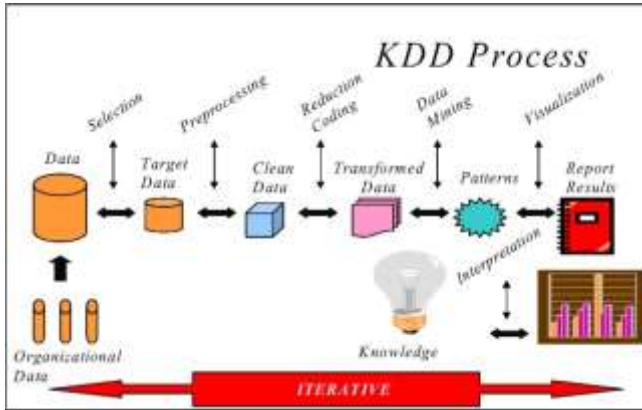 KDD Process
Selection
Preprocessing
Reduction
Coding
Data
Mining
Visualization
Data
Target
Data
Clean
Data
Transformed
Data
Patterns
Report
Results
Interpretation
Organizational
Data
Knowledge
ITERATIVE